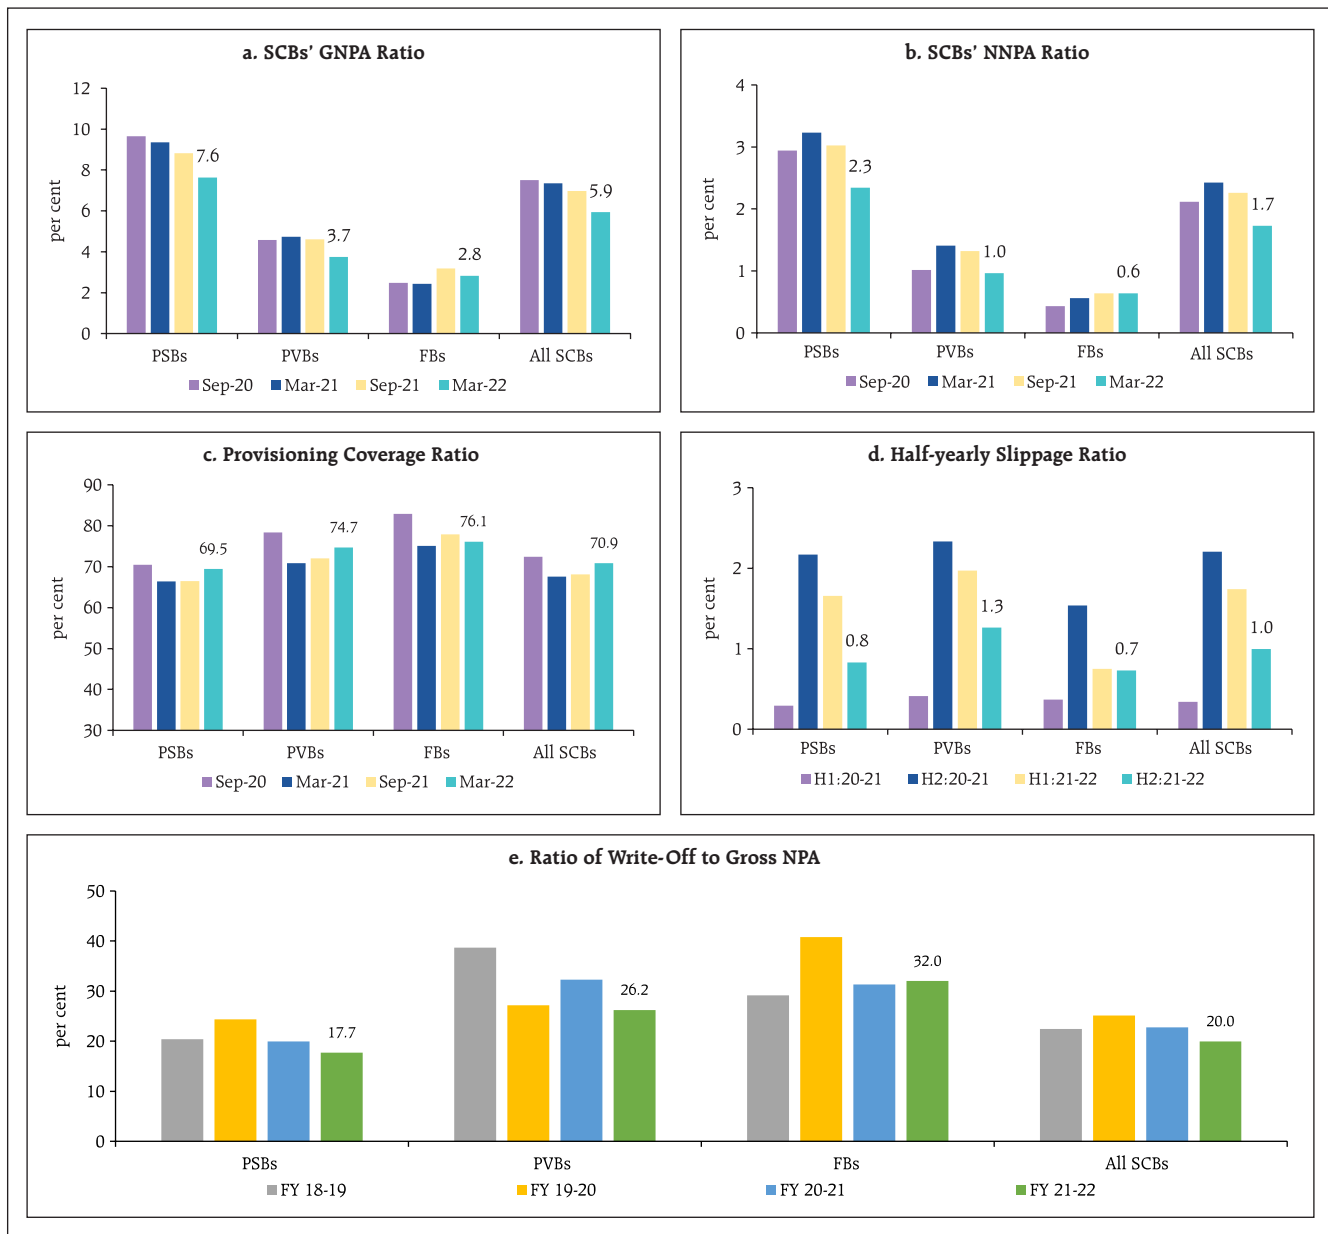 a. SCBs' GNPA Ratio
12
10
8
6
4
2
0
per cent
7.6
3.7
2.8
5.9
PSBs PVBs FBs All SCBs
Sep-20 Mar-21 Sep-21 Mar-22
b. SCBs' NNPA Ratio
4
3
2
1
0
per cent
2.3
1.0
0.6
1.7
PSBs PVBs FBs All SCBs
Sep-20 Mar-21 Sep-21 Mar-22
c. Provisioning Coverage Ratio
90
80
70
60
50
40
30
per cent
69.5
74.7
76.1
70.9
PSBs PVBs FBs All SCBs
Sep-20 Mar-21 Sep-21 Mar-22
d. Half-yearly Slippage Ratio
3
2
1
0
per cent
0.8
1.3
0.7
1.0
PSBs PVBs FBs All SCBs
H1:20-21 H2:20-21 H1:21-22 H2:21-22
e. Ratio of Write-Off to Gross NPA
50
40
30
20
10
0
per cent
17.7
26.2
32.0
20.0
PSBs PVBs FBs All SCBs
FY 18-19 FY 19-20 FY 20-21 FY 21-22